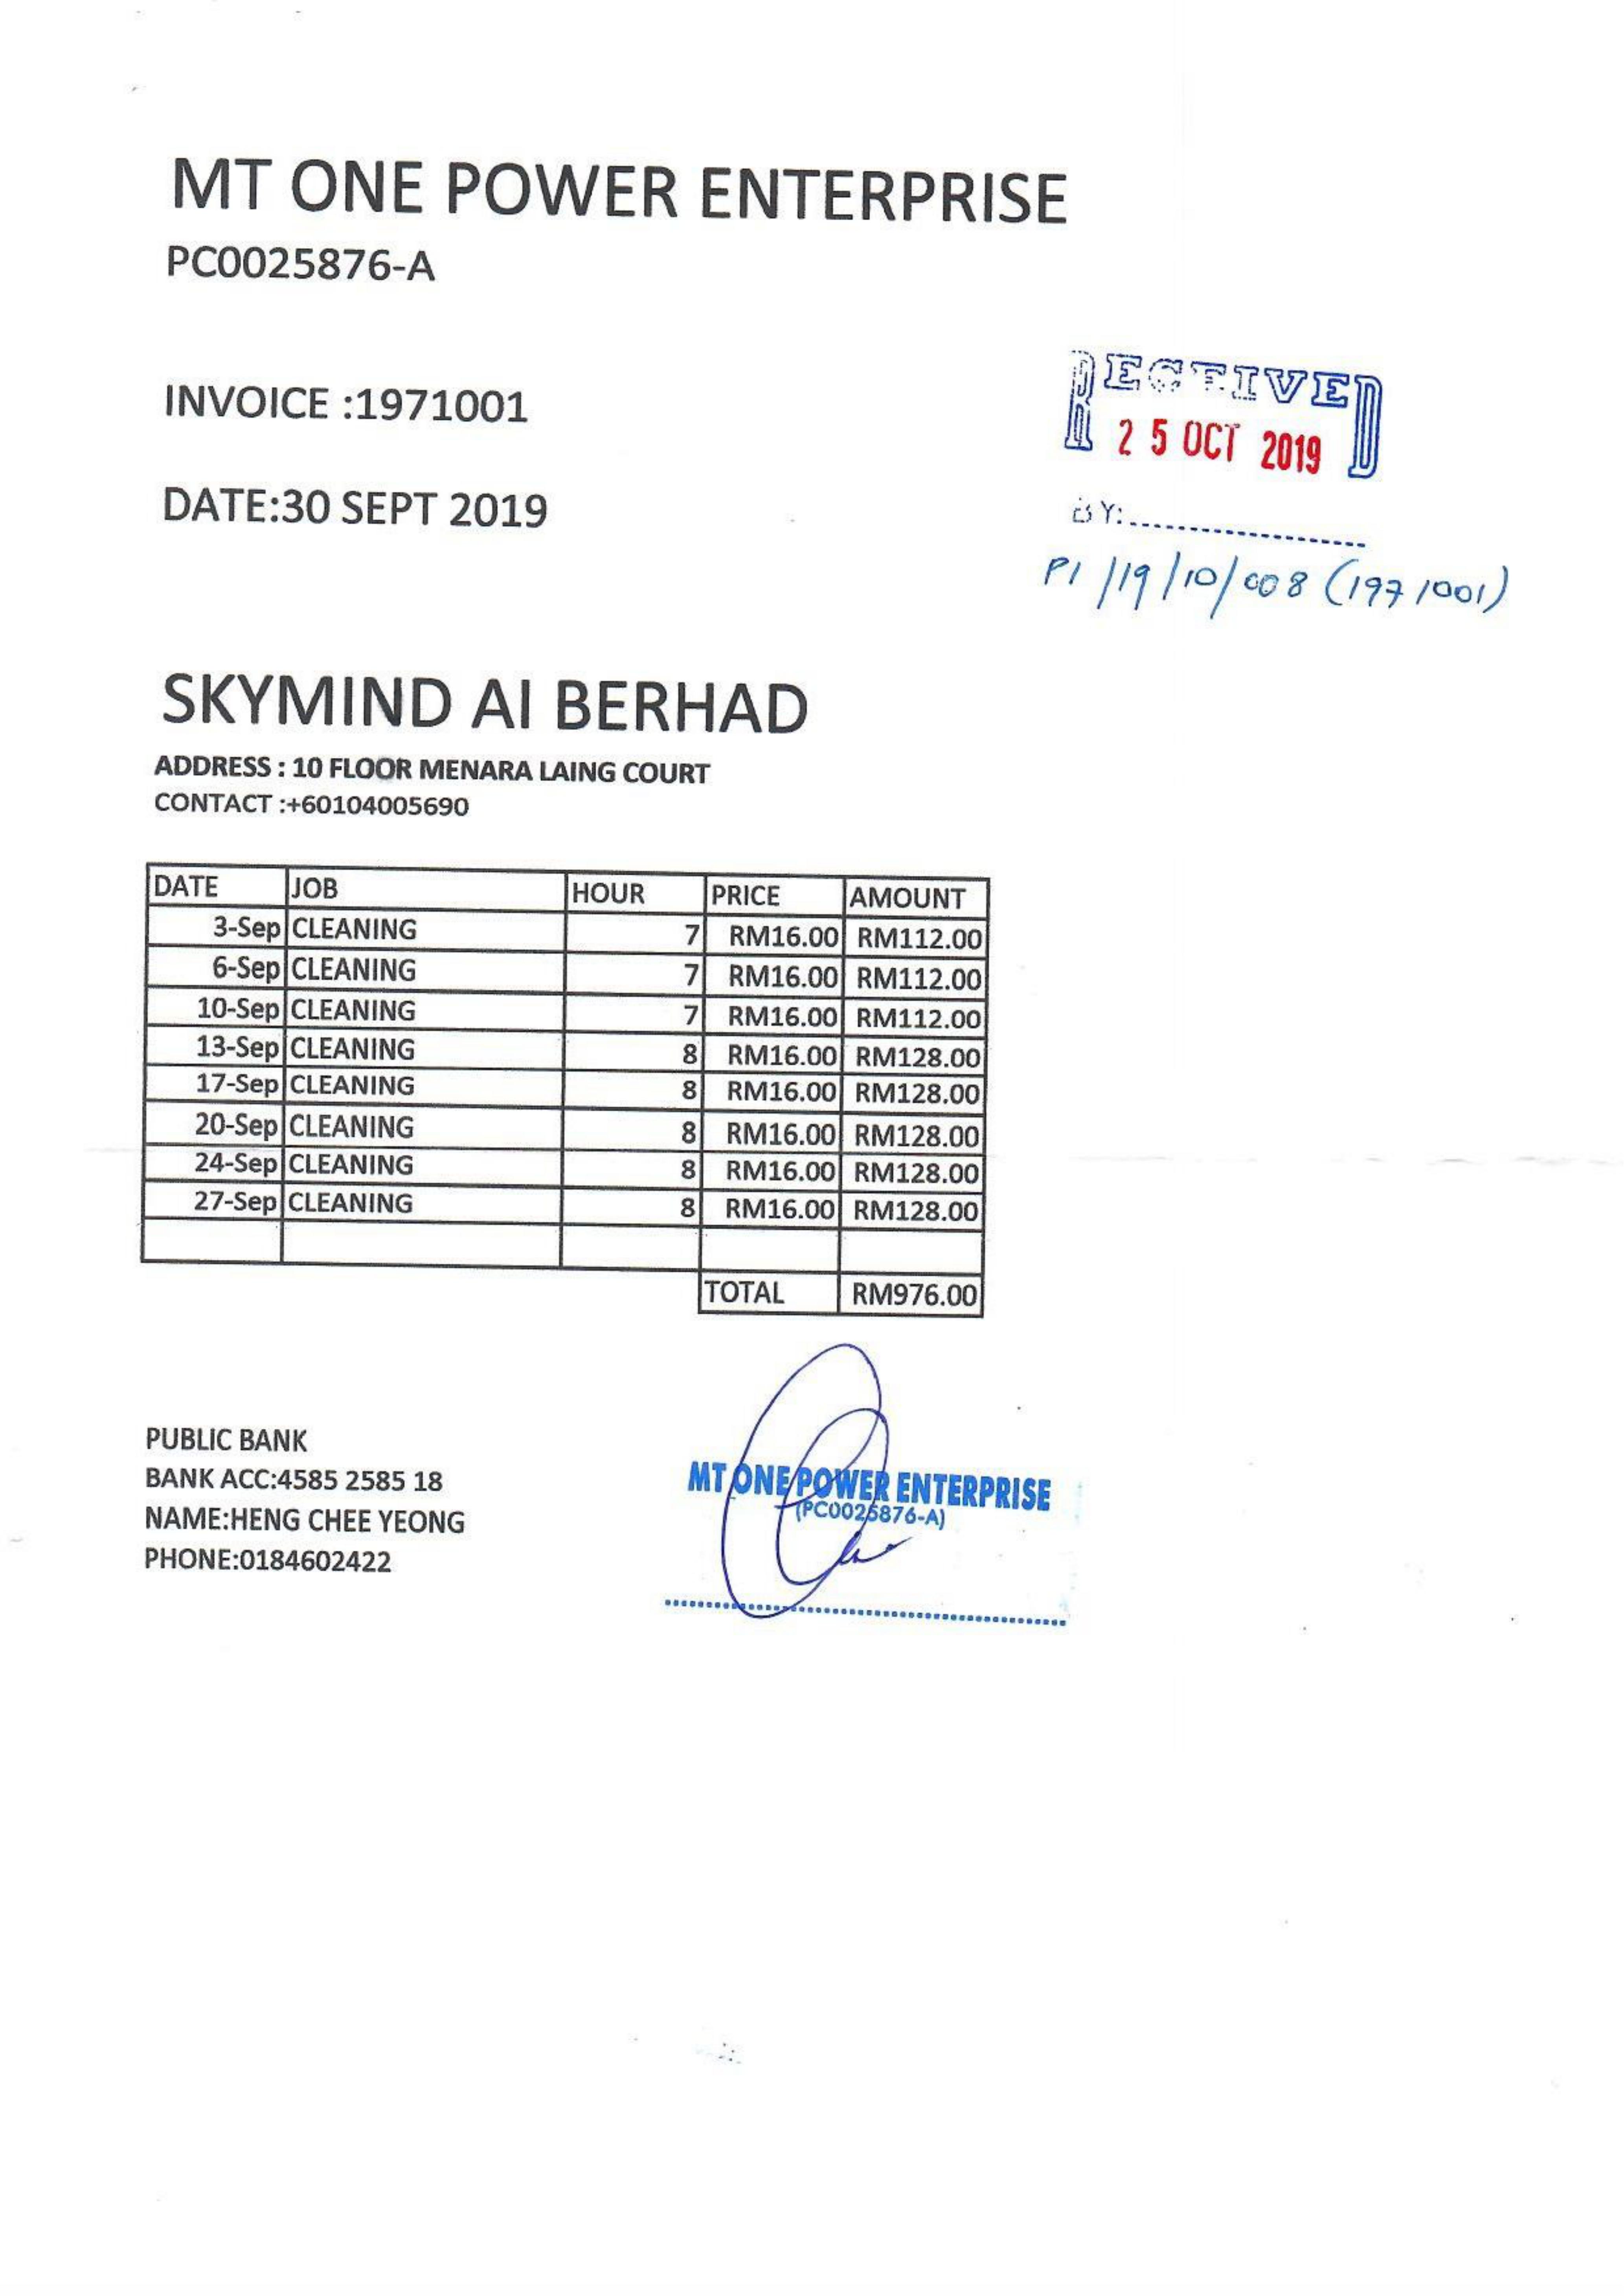 MT ONE POWER ENTERPRISE
PC0025876-A
INVOICE :1971001
DATE:30 SEPT 2019
RECEIVED
25 OCT 2019
BY:
PI /19/10/008 (1971001)
SKYMIND AI BERHAD
ADDRESS : 10 FLOOR MENARA LAING COURT
CONTACT :+60104005690
DATE JOB HOUR PRICE AMOUNT
3-Sep CLEANING 7 RM16.00 RM112.00
6-Sep CLEANING 7 RM16.00 RM112.00
10-Sep CLEANING 7 RM16.00 RM112.00
13-Sep CLEANING 8 RM16.00 RM128.00
17-Sep CLEANING 8 RM16.00 RM128.00
20-Sep CLEANING 8 RM16.00 RM128.00
24-Sep CLEANING 8 RM16.00 RM128.00
27-Sep CLEANING 8 RM16.00 RM128.00
TOTAL RM976.00
PUBLIC BANK
BANK ACC:4585 2585 18
NAME:HENG CHEE YEONG
PHONE:0184602422
MT ONE POWER ENTERPRISE
(PC0025876-A)